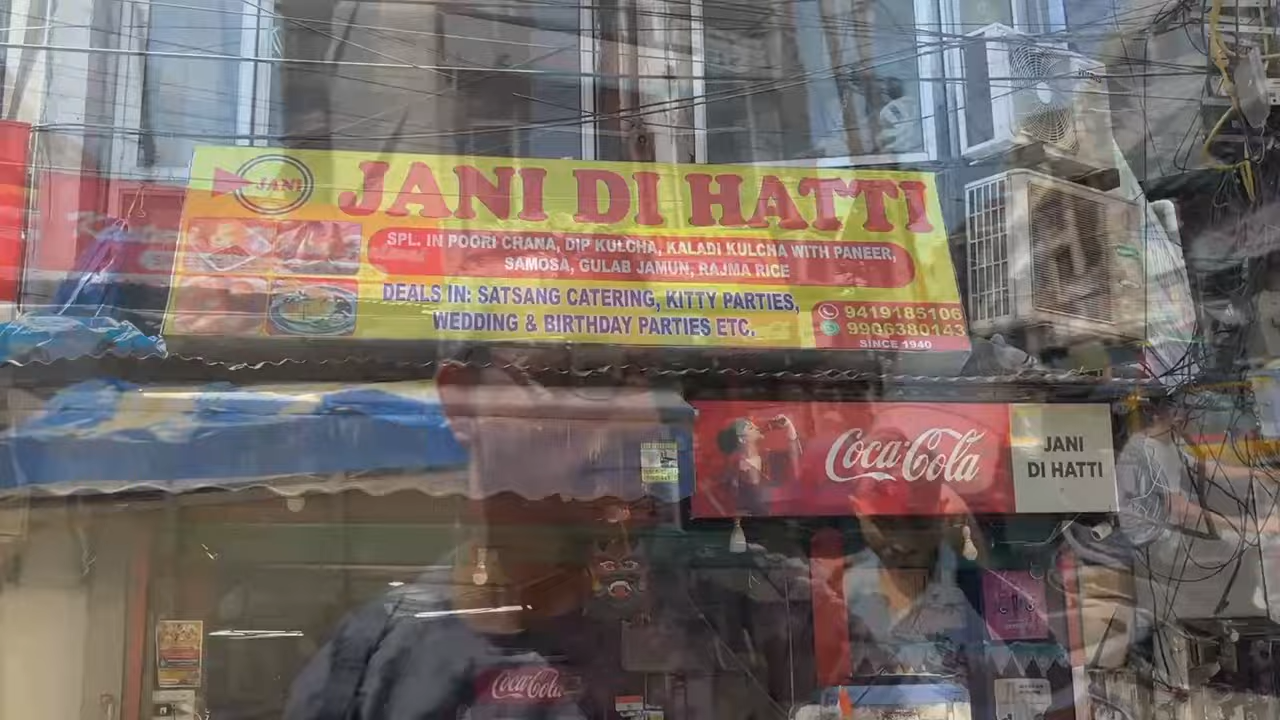 JANI
JANI DI HATTI
SPL. IN POORI CHANA, DIP KULCHA, KALADI KULCHA WITH PANEER,
SAMOSA, GULAB JAMUN, RAJMA RICE
DEALS IN: SATSANG CATERING, KITTY PARTIES,
WEDDING & BIRTHDAY PARTIES ETC.
9419185106
9906380143
SINCE 1940
Coca-Cola
JANI
DI HATTI
Coca-Cola